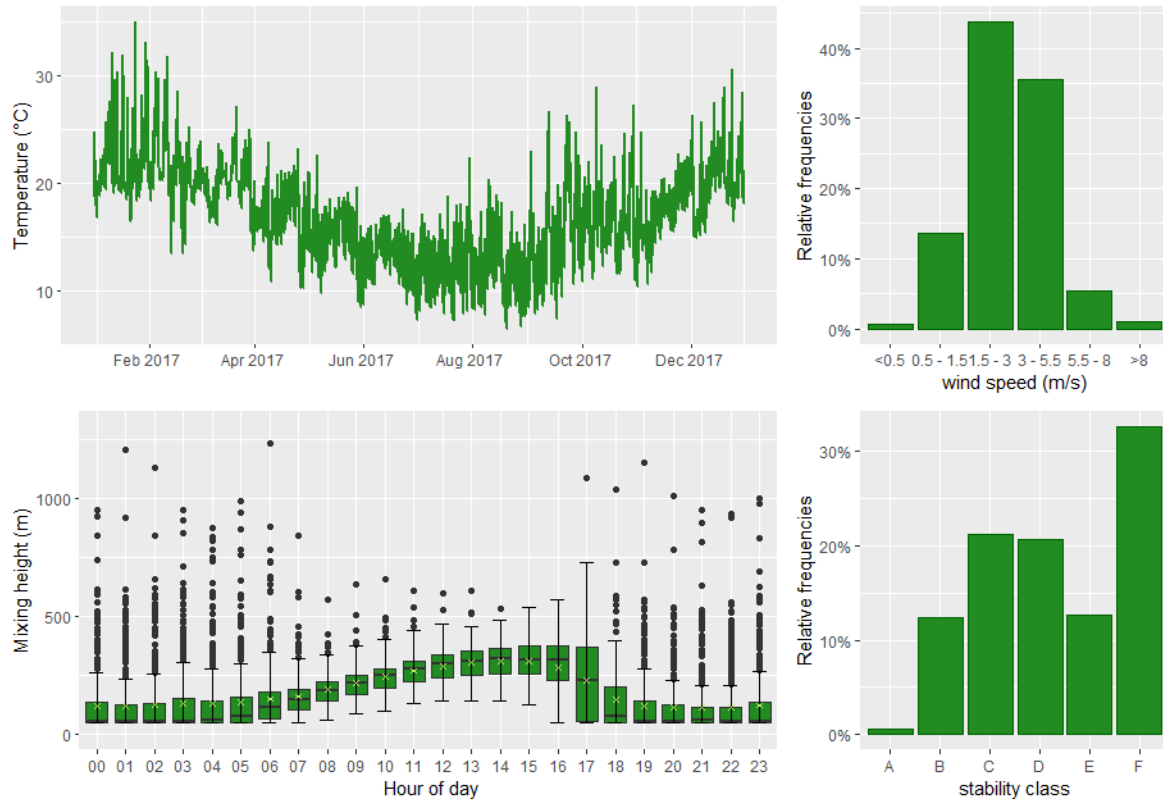 Temperature (°C)
30
20
10
Feb 2017 Apr 2017 Jun 2017 Aug 2017 Oct 2017 Dec 2017
Relative frequencies
40%
30%
20%
10%
0%
<0.5 0.5 - 1.5 1.5 - 3 3 - 5.5 5.5 - 8 >8
wind speed (m/s)
Mixing height (m)
1000
500
0
00 01 02 03 04 05 06 07 08 09 10 11 12 13 14 15 16 17 18 19 20 21 22 23
Hour of day
Relative frequencies
30%
20%
10%
0%
A B C D E F
stability class